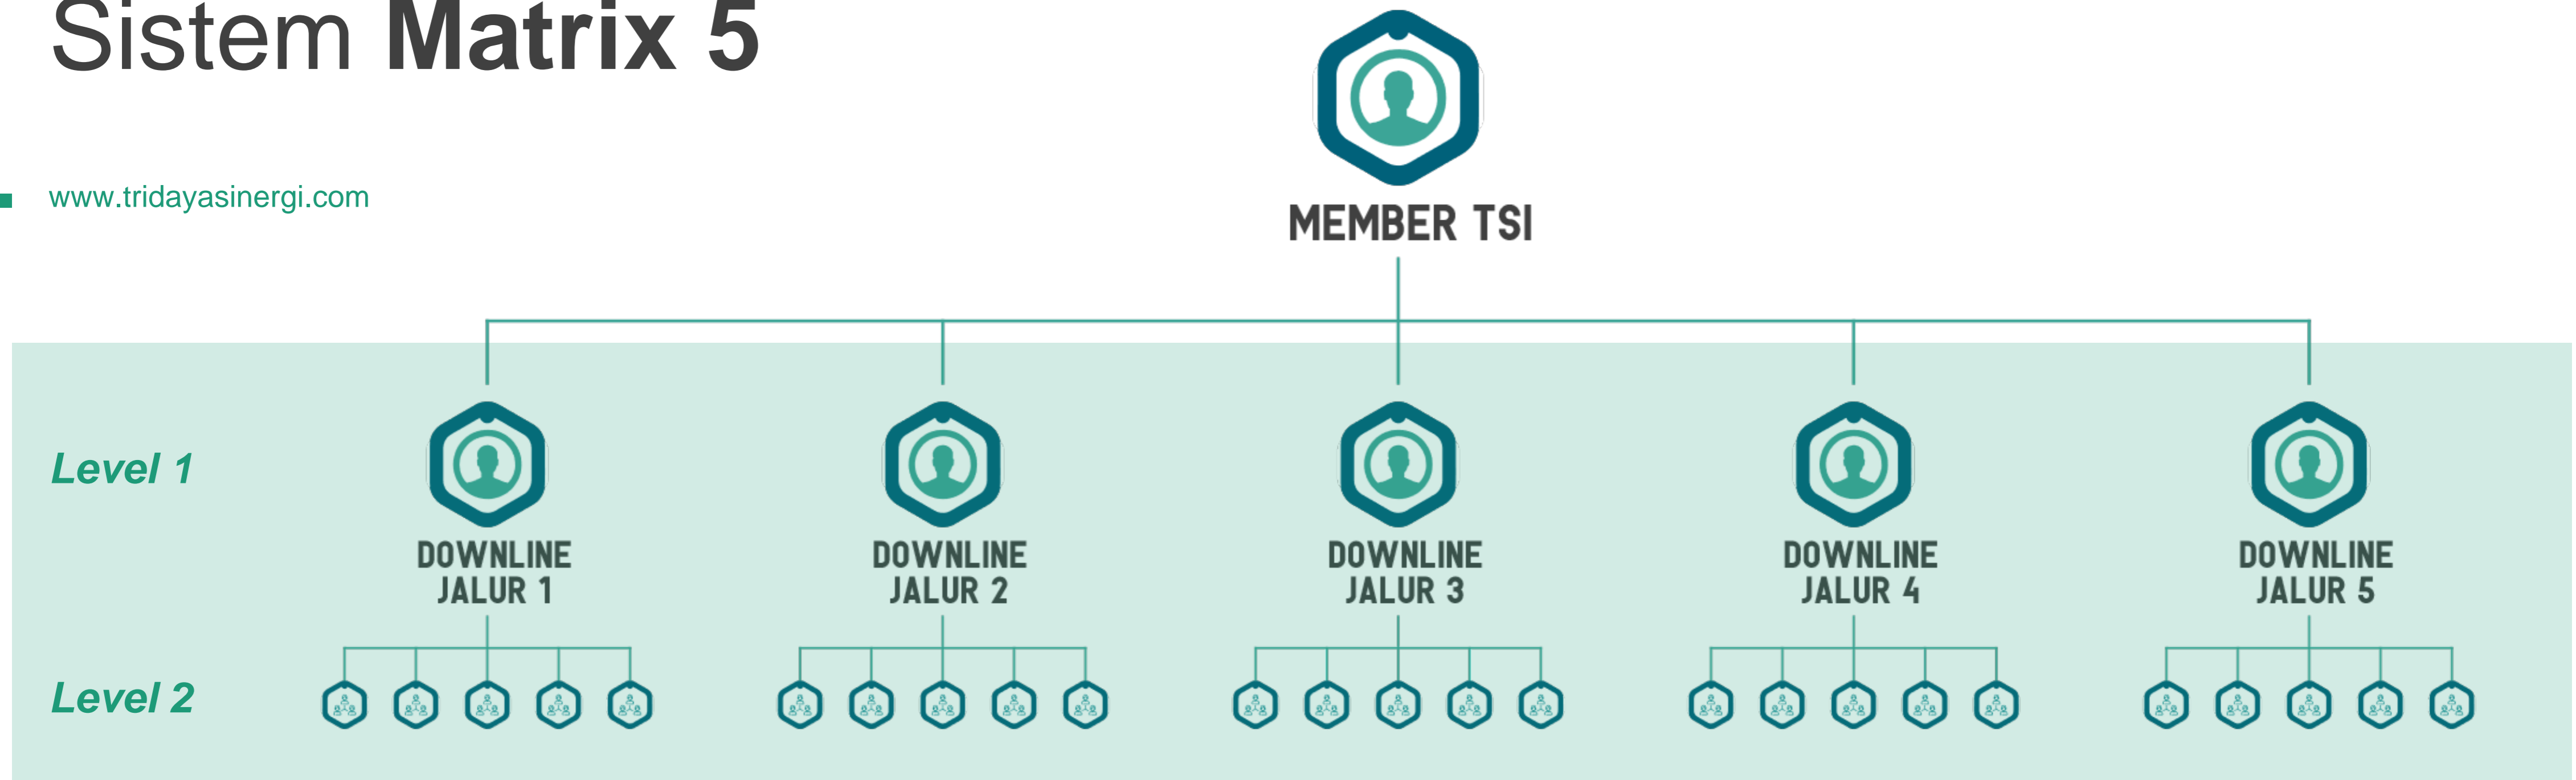 Sistem Matrix 5
www.tridayasinergi.com
MEMBER TSI
Level 1
DOWNLINE
JALUR 1
DOWNLINE
JALUR 2
DOWNLINE
JALUR 3
DOWNLINE
JALUR 4
DOWNLINE
JALUR 5
Level 2